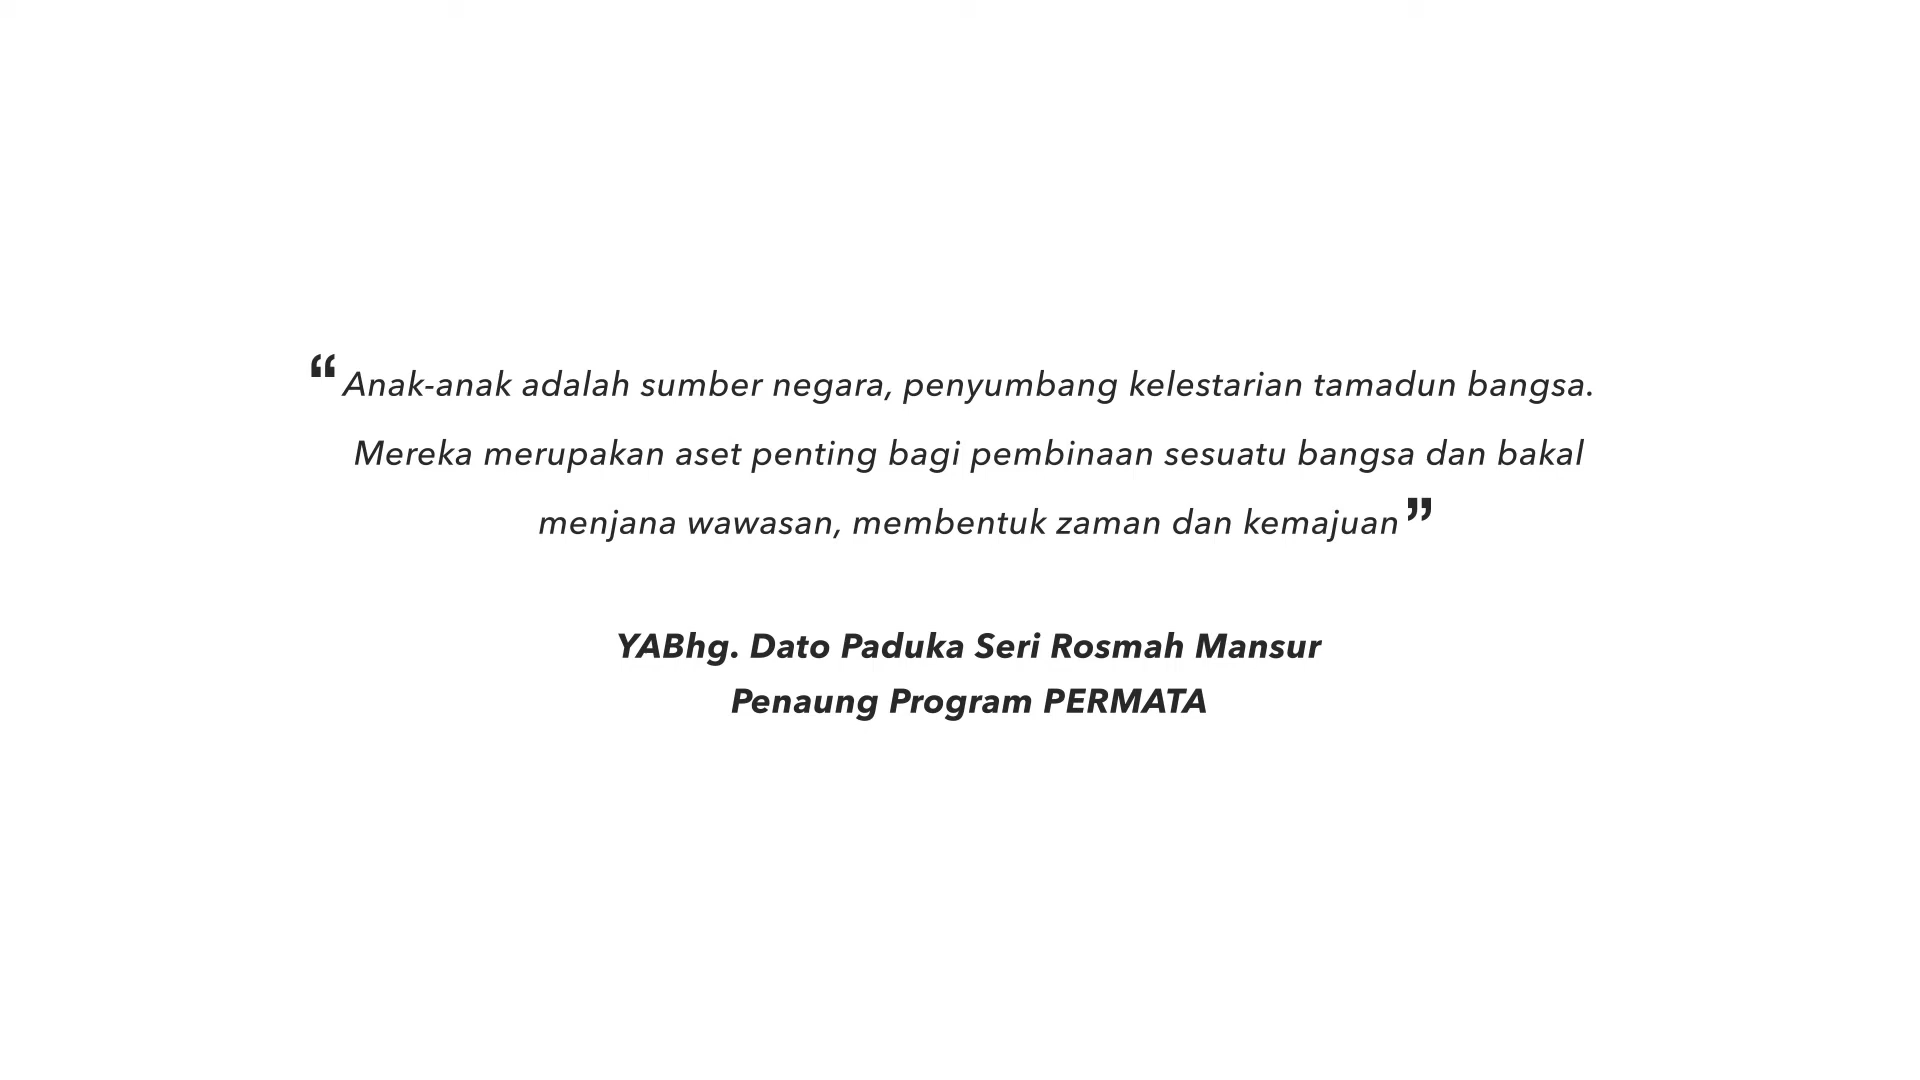 “Anak-anak adalah sumber negara, penyumbang kelestarian tamadun bangsa.
Mereka merupakan aset penting bagi pembinaan sesuatu bangsa dan bakal
menjana wawasan, membentuk zaman dan kemajuan”
YABhg. Dato Paduka Seri Rosmah Mansur
Penaung Program PERMATA